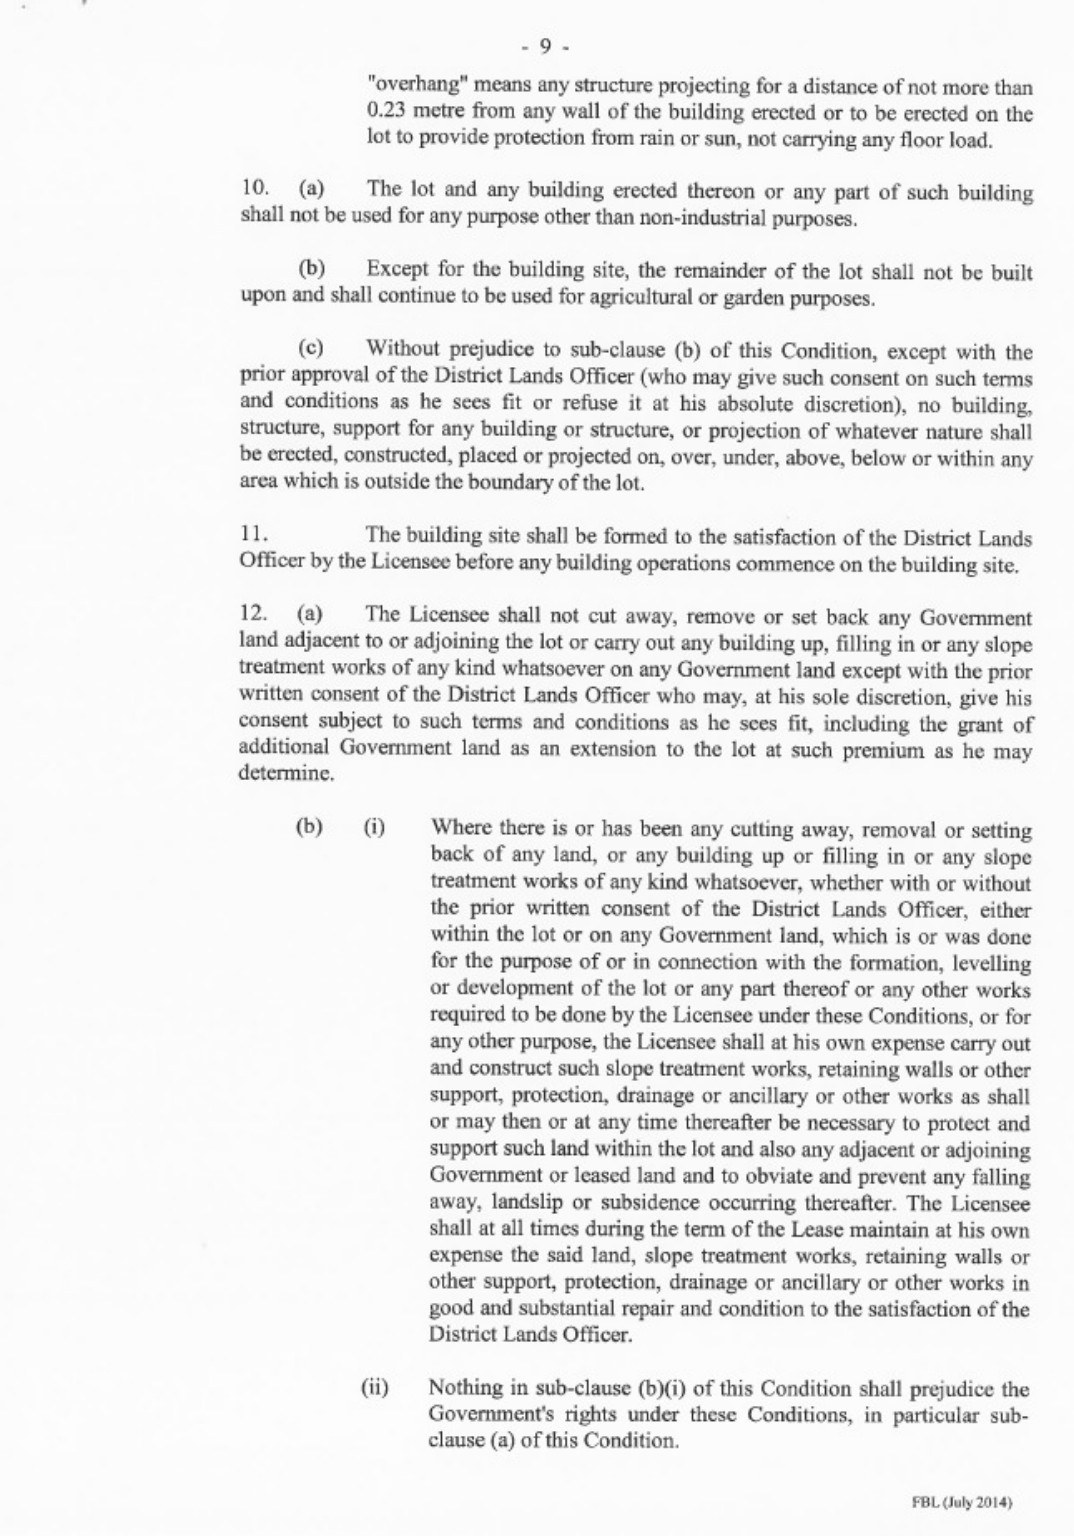 - 9 -
"overhang" means any structure projecting for a distance of not more than
0.23 metre from any wall of the building erected or to be erected on the
lot to provide protection from rain or sun, not carrying any floor load.
10. (a) The lot and any building erected thereon or any part of such building
shall not be used for any purpose other than non-industrial purposes.
(b) Except for the building site, the remainder of the lot shall not be built
upon and shall continue to be used for agricultural or garden purposes.
(c) Without prejudice to sub-clause (b) of this Condition, except with the
prior approval of the District Lands Officer (who may give such consent on such terms
and conditions as he sees fit or refuse it at his absolute discretion), no building,
structure, support for any building or structure, or projection of whatever nature shall
be erected, constructed, placed or projected on, over, under, above, below or within any
area which is outside the boundary of the lot.
11. The building site shall be formed to the satisfaction of the District Lands
Officer by the Licensee before any building operations commence on the building site.
12. (a) The Licensee shall not cut away, remove or set back any Government
land adjacent to or adjoining the lot or carry out any building up, filling in or any slope
treatment works of any kind whatsoever on any Government land except with the prior
written consent of the District Lands Officer who may, at his sole discretion, give his
consent subject to such terms and conditions as he sees fit, including the grant of
additional Government land as an extension to the lot at such premium as he may
determine.
(b) (i) Where there is or has been any cutting away, removal or setting
back of any land, or any building up or filling in or any slope
treatment works of any kind whatsoever, whether with or without
the prior written consent of the District Lands Officer, either
within the lot or on any Government land, which is or was done
for the purpose of or in connection with the formation, levelling
or development of the lot or any part thereof or any other works
required to be done by the Licensee under these Conditions, or for
any other purpose, the Licensee shall at his own expense carry out
and construct such slope treatment works, retaining walls or other
support, protection, drainage or ancillary or other works as shall
or may then or at any time thereafter be necessary to protect and
support such land within the lot and also any adjacent or adjoining
Government or leased land and to obviate and prevent any falling
away, landslip or subsidence occurring thereafter. The Licensee
shall at all times during the term of the Lease maintain at his own
expense the said land, slope treatment works, retaining walls or
other support, protection, drainage or ancillary or other works in
good and substantial repair and condition to the satisfaction of the
District Lands Officer.
(ii) Nothing in sub-clause (b)(i) of this Condition shall prejudice the
Government's rights under these Conditions, in particular sub-
clause (a) of this Condition.
FBL (July 2014)